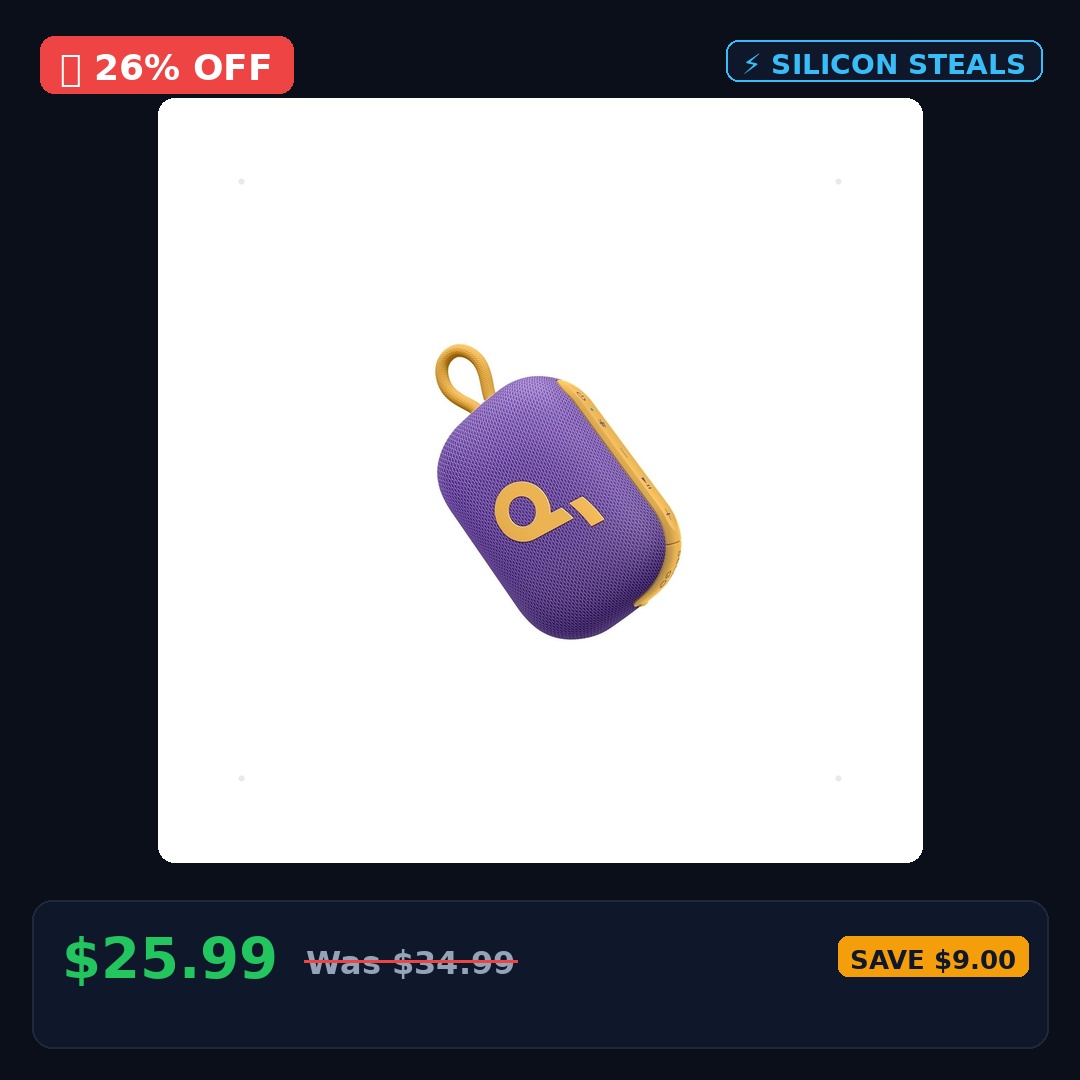 26% OFF
⚡ SILICON STEALS
$25.99
Was $34.99
SAVE $9.00